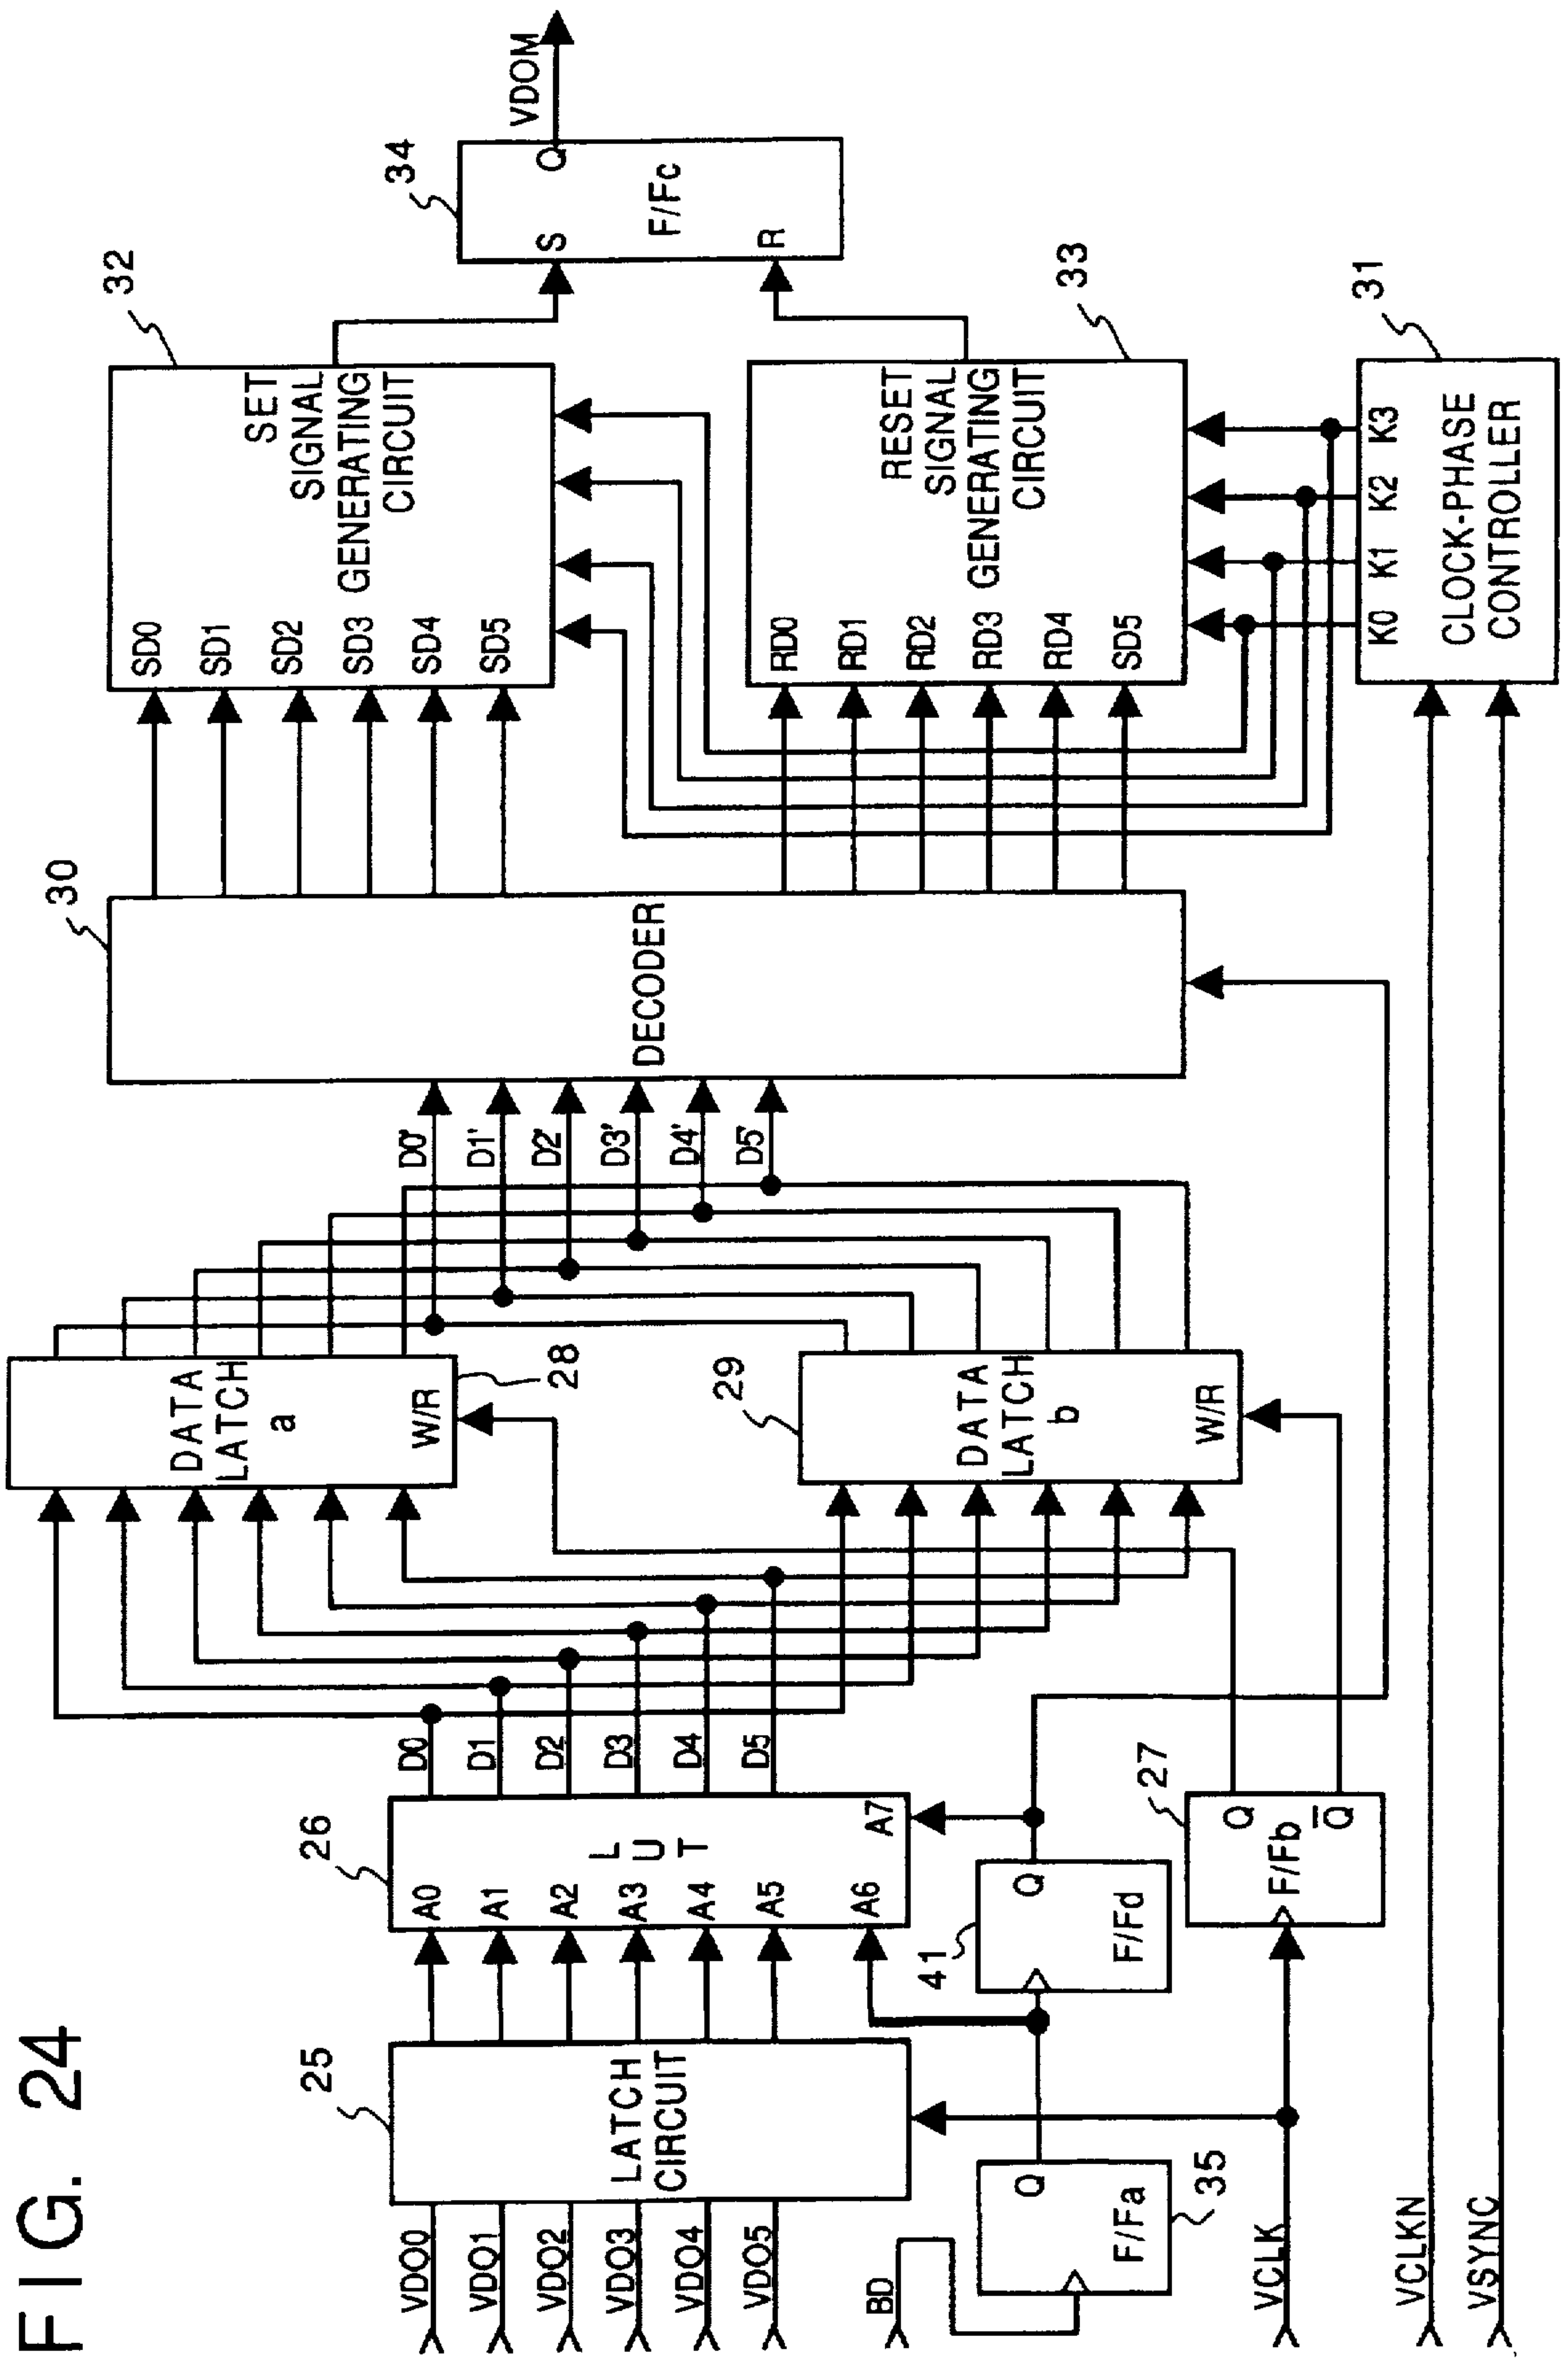 FIG. 24
VDO0
VDO1
VDO2
VDO3
VDO4
VDO5
BD
VCLK
VCLKN
VSYNC
25
LATCH
CIRCUIT
Q
F/Fa
35
26
A0
A1
A2
A3
A4
A5
A6
A7
LUT
D0
D1
D2
D3
D4
D5
41
Q
F/Fd
27
Q
F/Fb
Q
DATA
LATCH
a
W/R
28
29
DATA
LATCH
b
W/R
D0'
D1'
D2'
D3'
D4'
D5'
30
DECODER
32
SD0
SD1
SD2
SD3
SD4
SD5
SET
SIGNAL
GENERATING
CIRCUIT
33
RD0
RD1
RD2
RD3
RD4
SD5
RESET
SIGNAL
GENERATING
CIRCUIT
31
K0
K1
K2
K3
CLOCK-PHASE
CONTROLLER
34
S
Q
F/Fc
R
VDOM